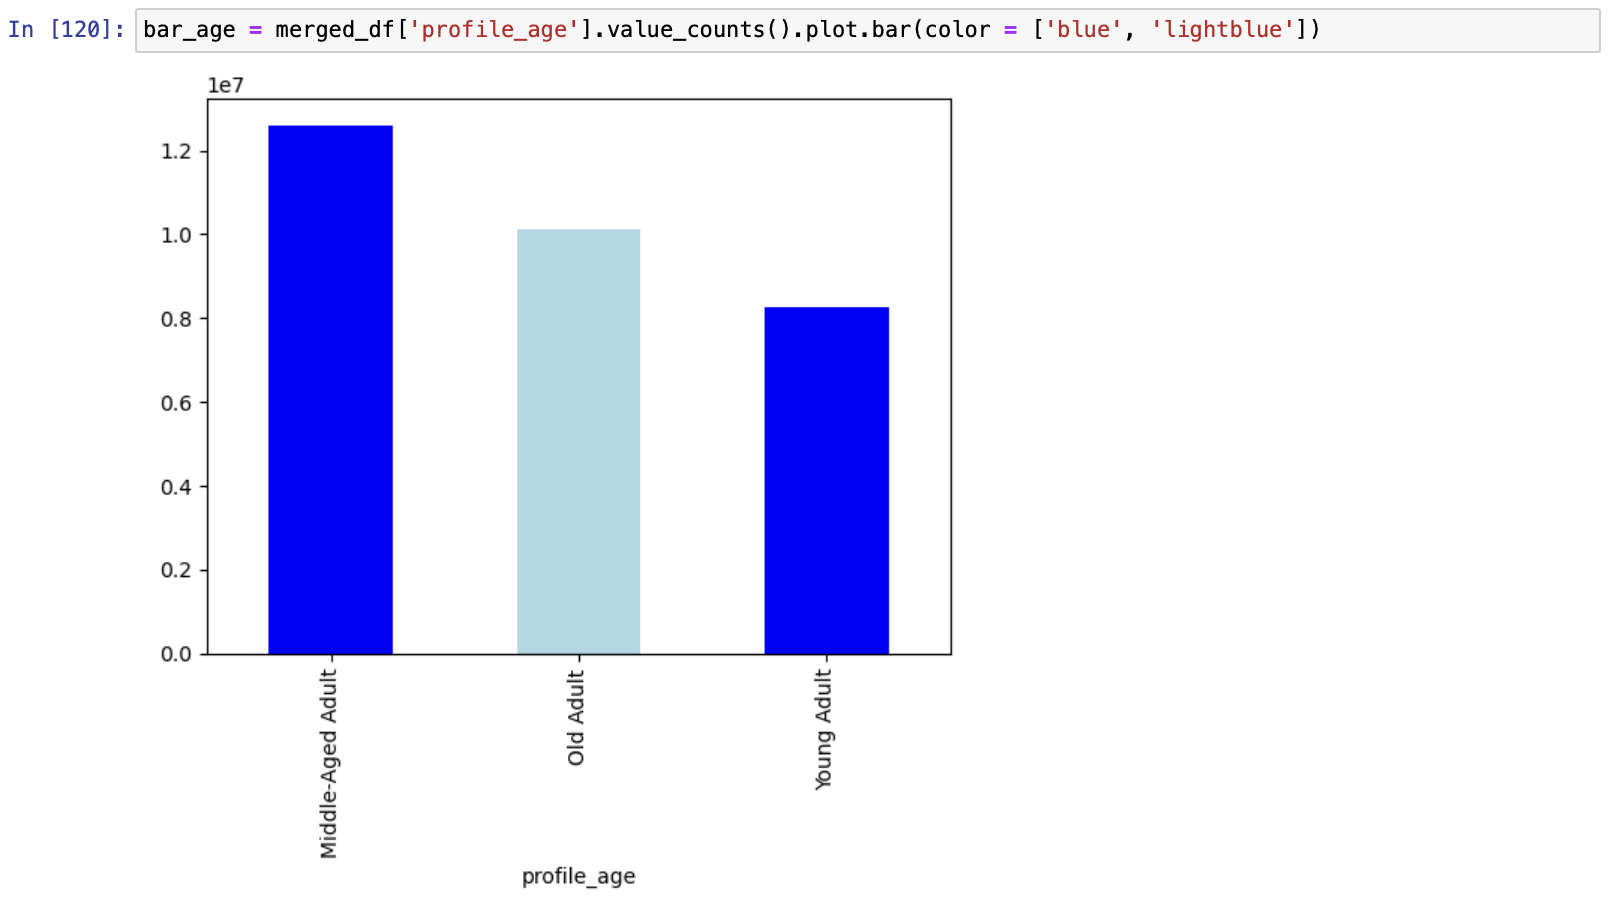 In [120]: bar_age = merged_df['profile_age'].value_counts().plot.bar(color = ['blue', 'lightblue'])
1e7
1.2
1.0
0.8
0.6
0.4
0.2
0.0
Middle-Aged Adult
Old Adult
Young Adult
profile_age